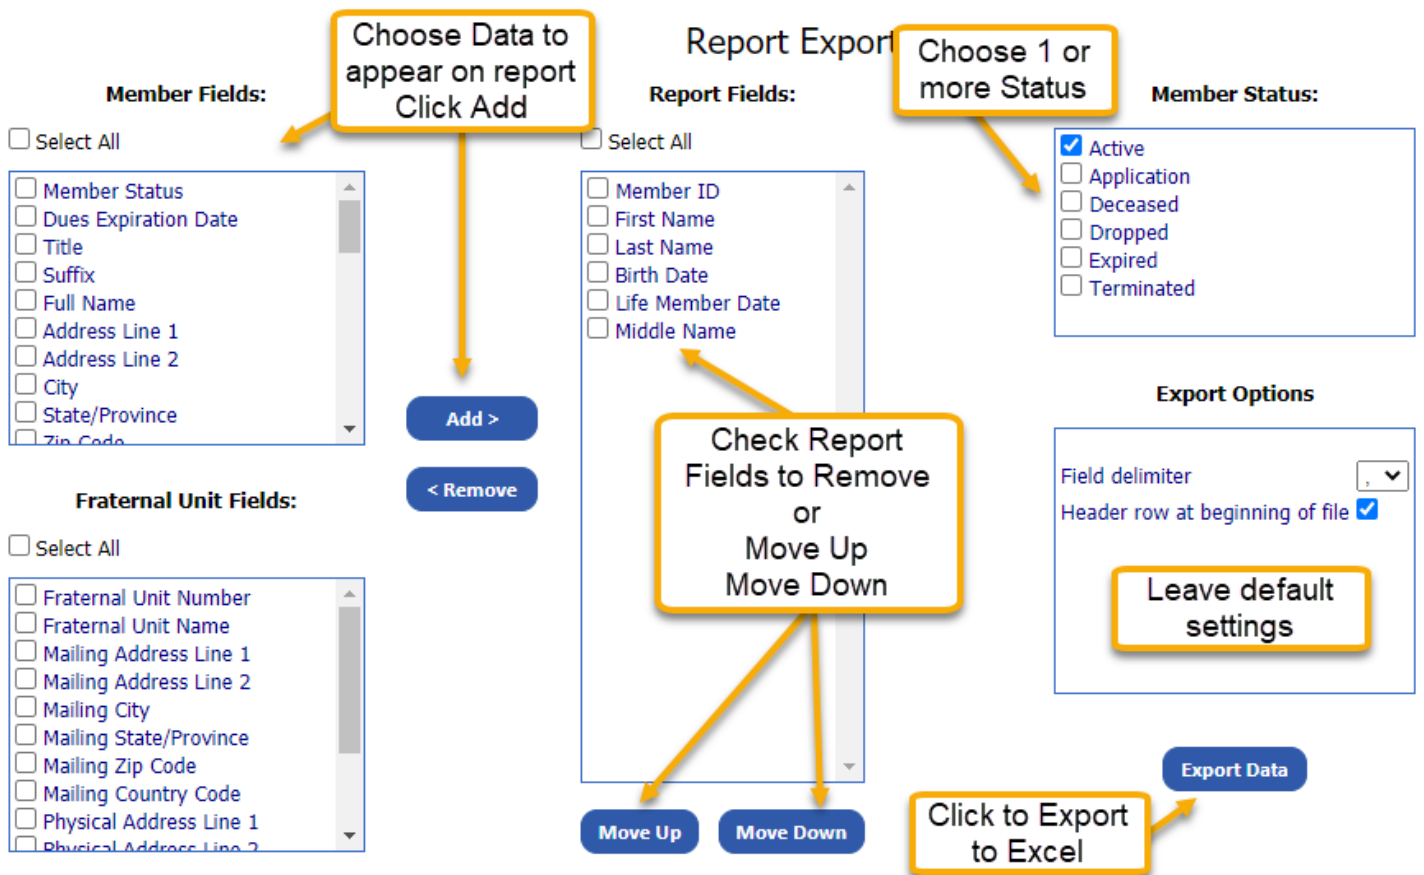 Report Export
Choose Data to
appear on report
Click Add
Choose 1 or
more Status
Member Fields:
Select All
Member Status
Dues Expiration Date
Title
Suffix
Full Name
Address Line 1
Address Line 2
City
State/Province
Zip Code
Fraternal Unit Fields:
Select All
Fraternal Unit Number
Fraternal Unit Name
Mailing Address Line 1
Mailing Address Line 2
Mailing City
Mailing State/Province
Mailing Zip Code
Mailing Country Code
Physical Address Line 1
Physical Address Line 2
Add >
< Remove
Report Fields:
Select All
Member ID
First Name
Last Name
Birth Date
Life Member Date
Middle Name
Check Report
Fields to Remove
or
Move Up
Move Down
Move Up
Move Down
Member Status:
Active
Application
Deceased
Dropped
Expired
Terminated
Export Options
Field delimiter ,
Header row at beginning of file
Leave default
settings
Export Data
Click to Export
to Excel